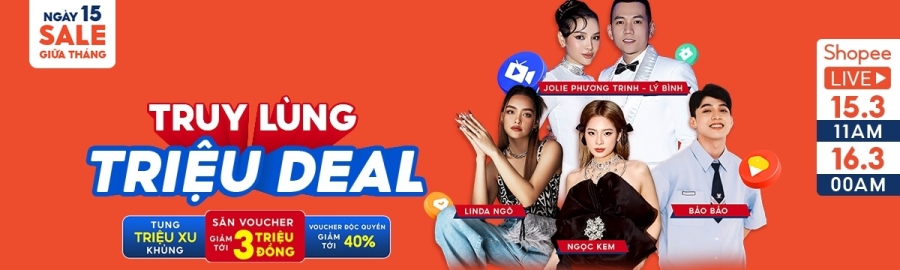 NGÀY 15
SALE
GIỮA THÁNG
TRUY LÙNG
TRIỆU DEAL
TUNG
TRIỆU XU
KHỦNG
SĂN VOUCHER
GIẢM TỚI 3 TRIỆU ĐỒNG
VOUCHER ĐỘC QUYỀN
GIẢM TỚI 40%
JOLIE PHƯƠNG TRINH - LÝ BÌNH
LINDA NGÔ
NGỌC KEM
BẢO BẢO
Shopee
LIVE
15.3
11AM
16.3
00AM